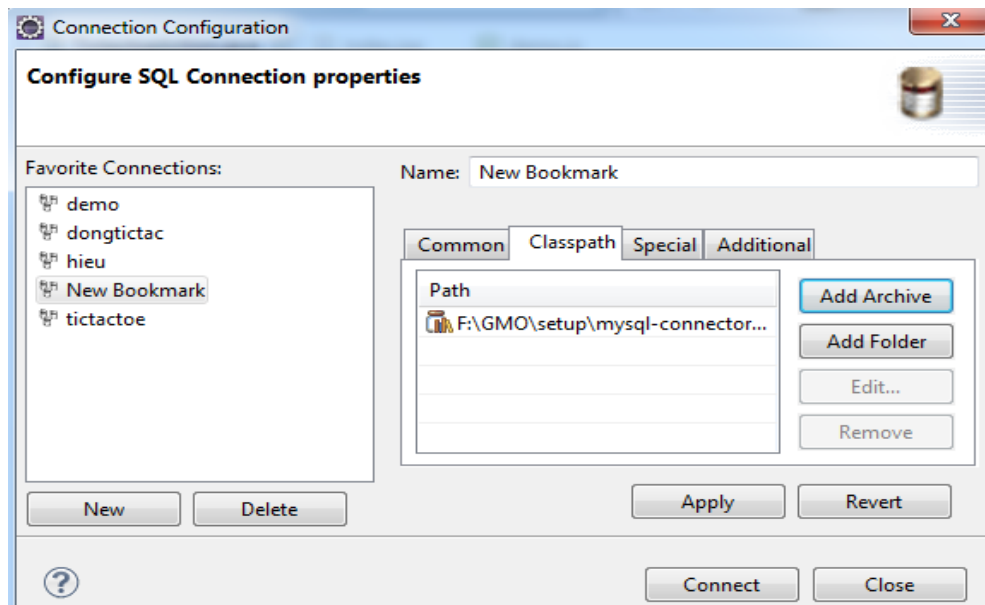 Connection Configuration
Configure SQL Connection properties
Favorite Connections:
demo
dongtictac
hieu
New Bookmark
tictactoe
New Delete
Name: New Bookmark
Common Classpath Special Additional
Path
F:\GMO\setup\mysql-connector...
Add Archive
Add Folder
Edit...
Remove
Apply Revert
Connect Close